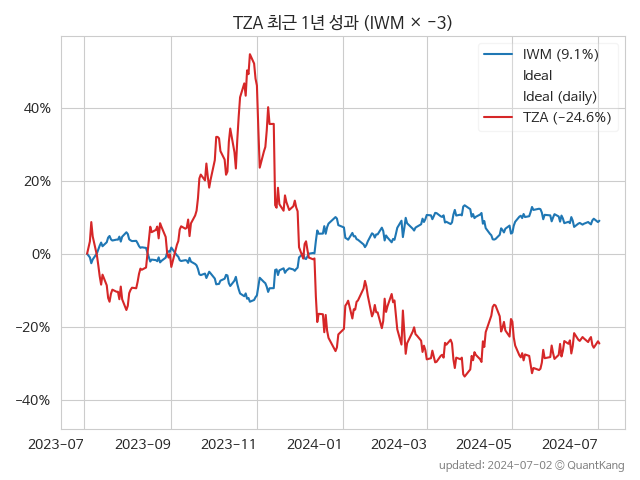 TZA 최근 1년 성과 (IWM × −3)
IWM (9.1%)
Ideal
Ideal (daily)
TZA (−24.6%)
40%
20%
0%
−20%
−40%
2023-07
2023-09
2023-11
2024-01
2024-03
2024-05
2024-07
updated: 2024-07-02 © QuantKang